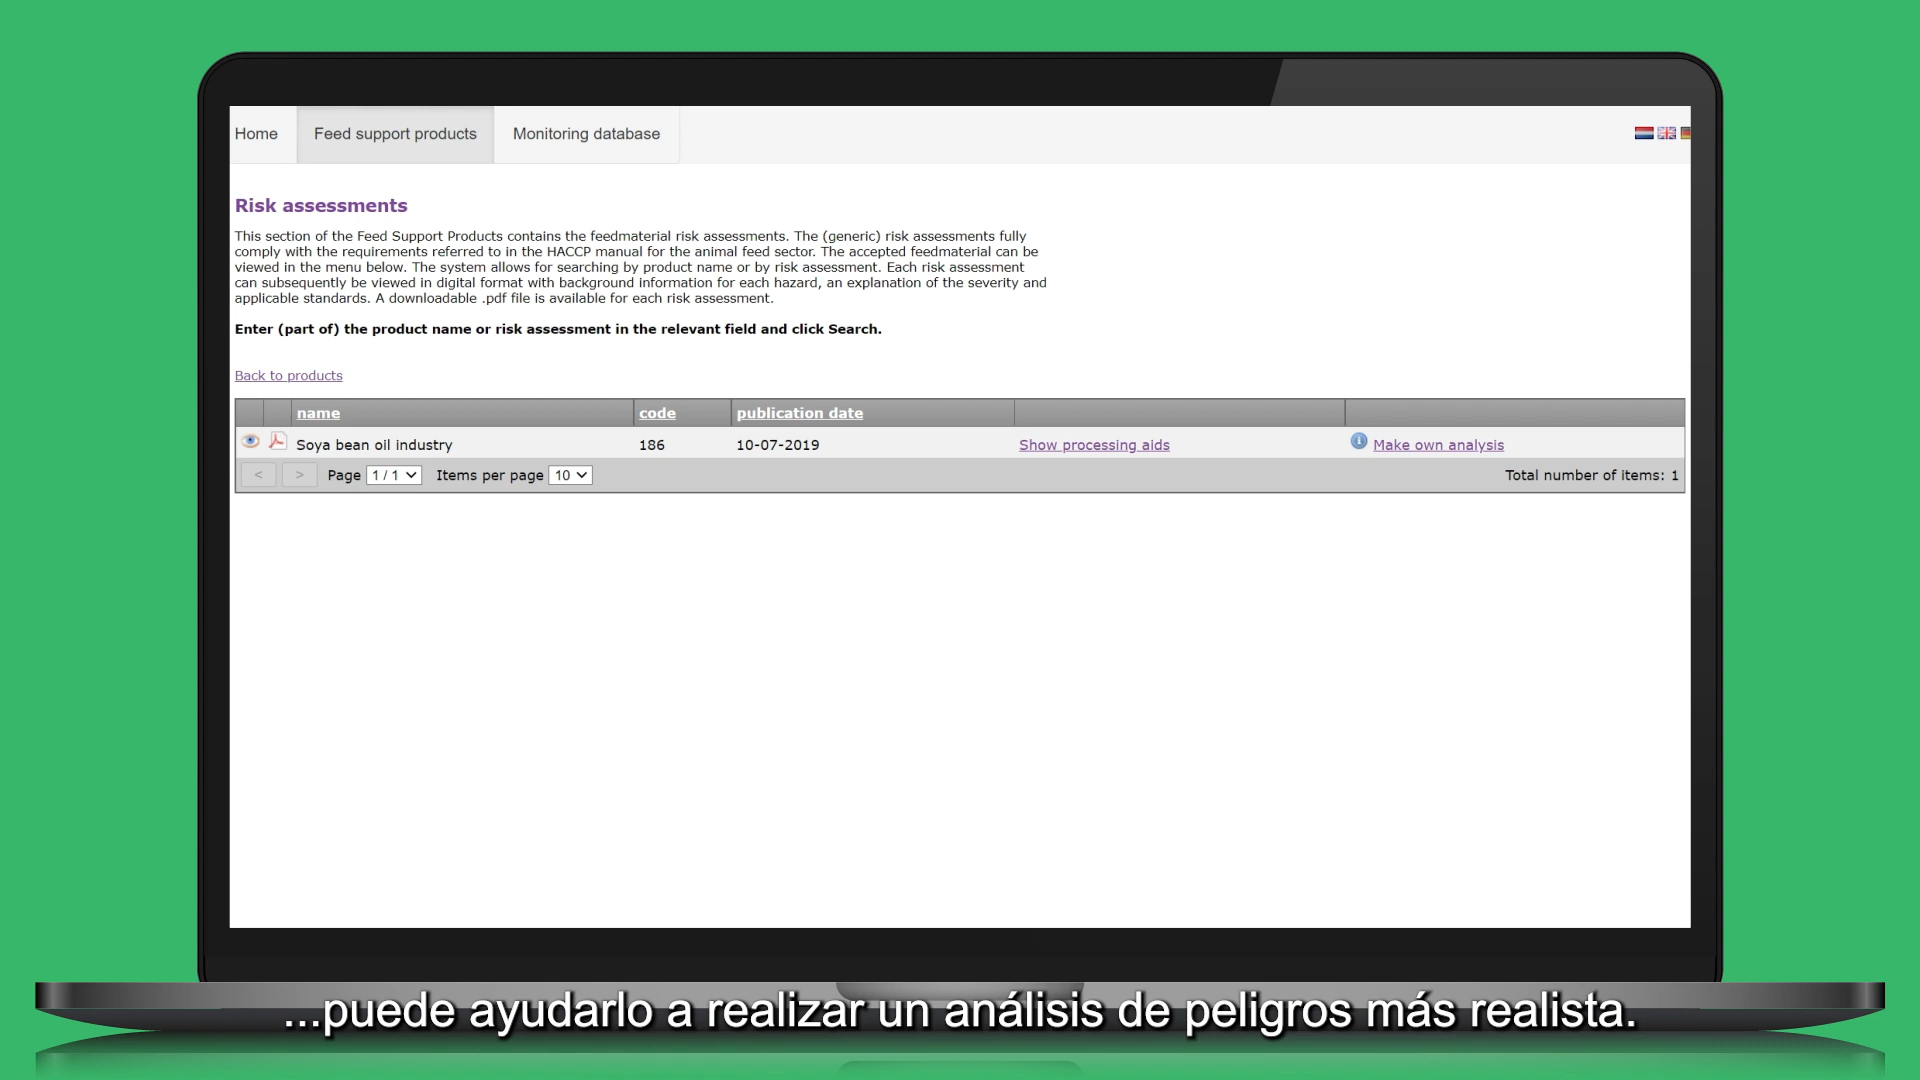 Home Feed support products Monitoring database
Risk assessments
This section of the Feed Support Products contains the feedmaterial risk assessments. The (generic) risk assessments fully
comply with the requirements referred to in the HACCP manual for the animal feed sector. The accepted feedmaterial can be
viewed in the menu below. The system allows for searching by product name or by risk assessment. Each risk assessment
can subsequently be viewed in digital format with background information for each hazard, an explanation of the severity and
applicable standards. A downloadable .pdf file is available for each risk assessment.
Enter (part of) the product name or risk assessment in the relevant field and click Search.
Back to products
name code publication date
Soya bean oil industry 186 10-07-2019 Show processing aids Make own analysis
< > Page 1 / 1 Items per page 10 Total number of items: 1
...puede ayudarlo a realizar un análisis de peligros más realista.